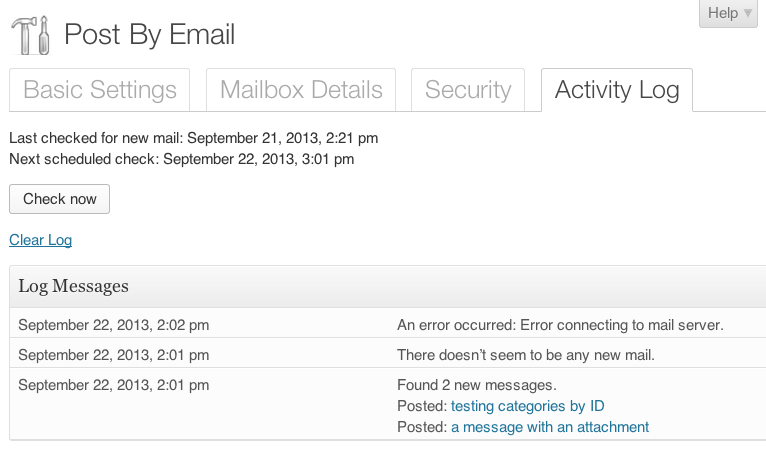 Help
Post By Email
Basic Settings Mailbox Details Security Activity Log
Last checked for new mail: September 21, 2013, 2:21 pm
Next scheduled check: September 22, 2013, 3:01 pm
Check now
Clear Log
Log Messages
September 22, 2013, 2:02 pm An error occurred: Error connecting to mail server.
September 22, 2013, 2:01 pm There doesn’t seem to be any new mail.
September 22, 2013, 2:01 pm Found 2 new messages.
Posted: testing categories by ID
Posted: a message with an attachment